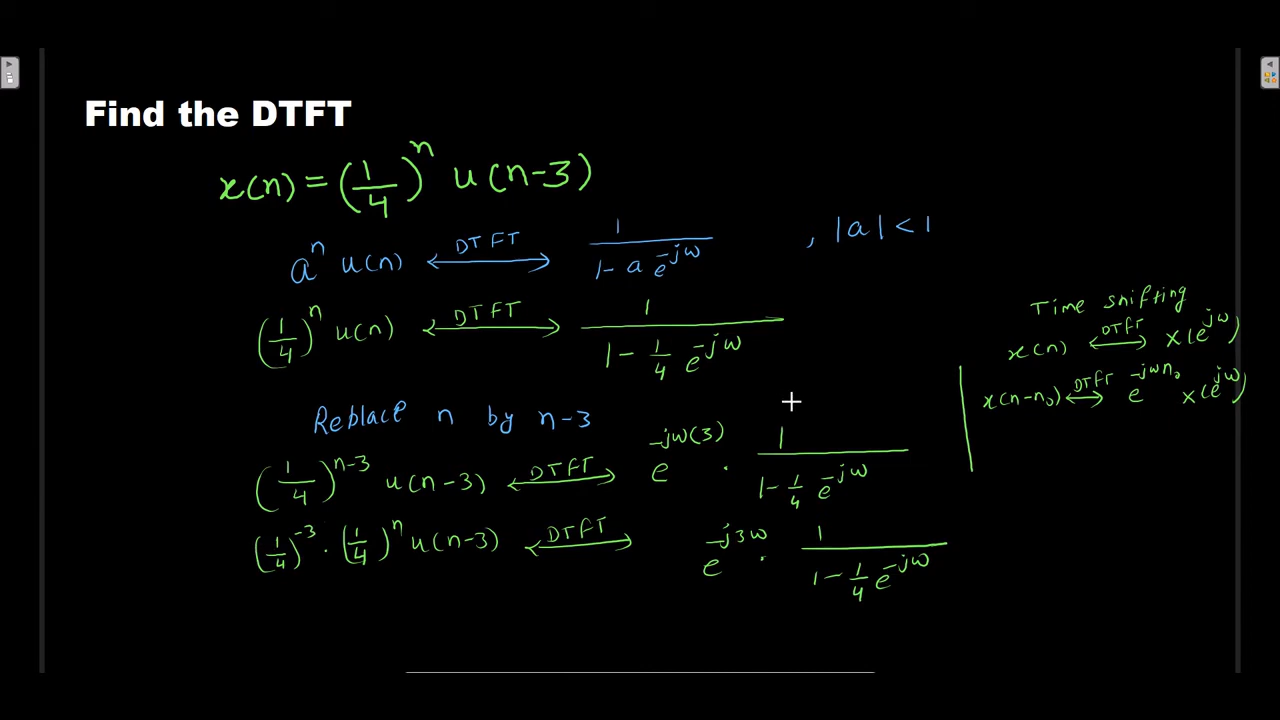 Find the DTFT
x(n) = (1/4)^n u(n-3)
a^n u(n) ⟷DTFT 1/(1 - a e^{-jω}) , |a| < 1
(1/4)^n u(n) ⟷DTFT 1/(1 - 1/4 e^{-jω})
Time shifting
x(n) ⟷DTFT X(e^{jω})
x(n-n₀) ⟷DTFT e^{-jωn₀} X(e^{jω})
Replace n by n-3
(1/4)^{n-3} u(n-3) ⟷DTFT e^{-jω(3)} · 1/(1 - 1/4 e^{-jω})
(1/4)^{-3} · (1/4)^n u(n-3) ⟷DTFT e^{-j3ω} · 1/(1 - 1/4 e^{-jω})